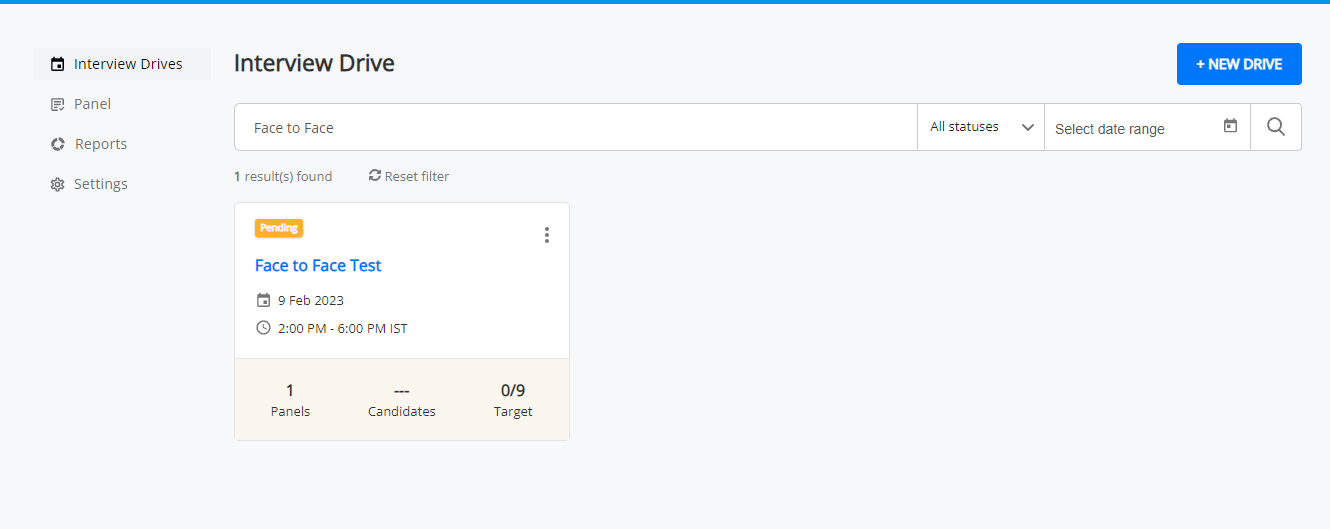 Interview Drives
Panel
Reports
Settings
Interview Drive
+ NEW DRIVE
Face to Face
All statuses
Select date range
1 result(s) found
Reset filter
Pending
Face to Face Test
9 Feb 2023
2:00 PM - 6:00 PM IST
1 --- 0/9
Panels Candidates Target